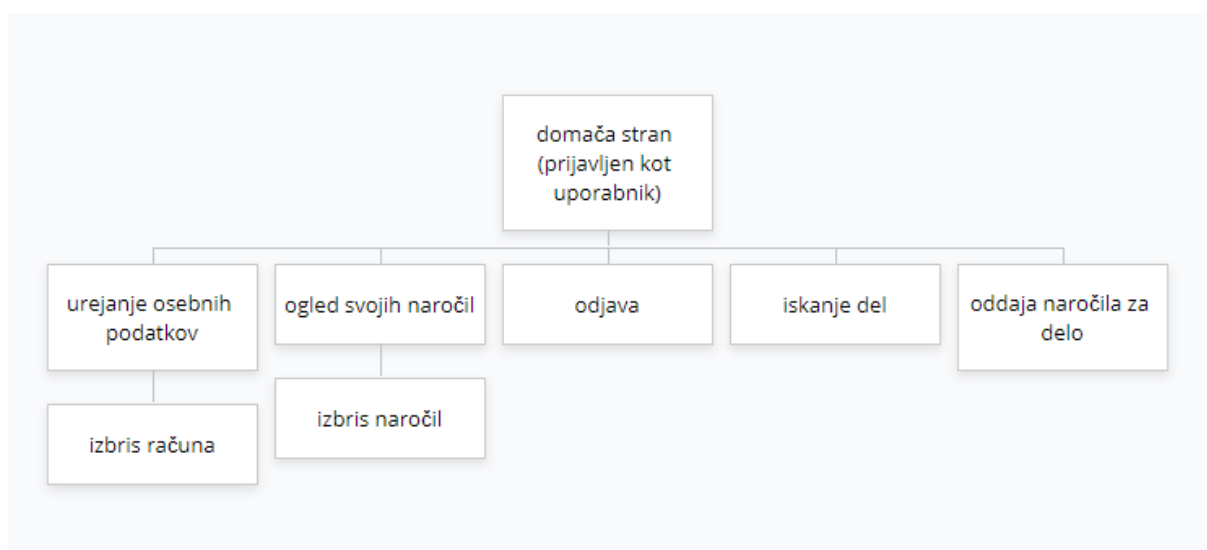 domača stran
(prijavljen kot
uporabnik)
urejanje osebnih
podatkov
ogled svojih naročil
odjava
iskanje del
oddaja naročila za
delo
izbris računa
izbris naročil